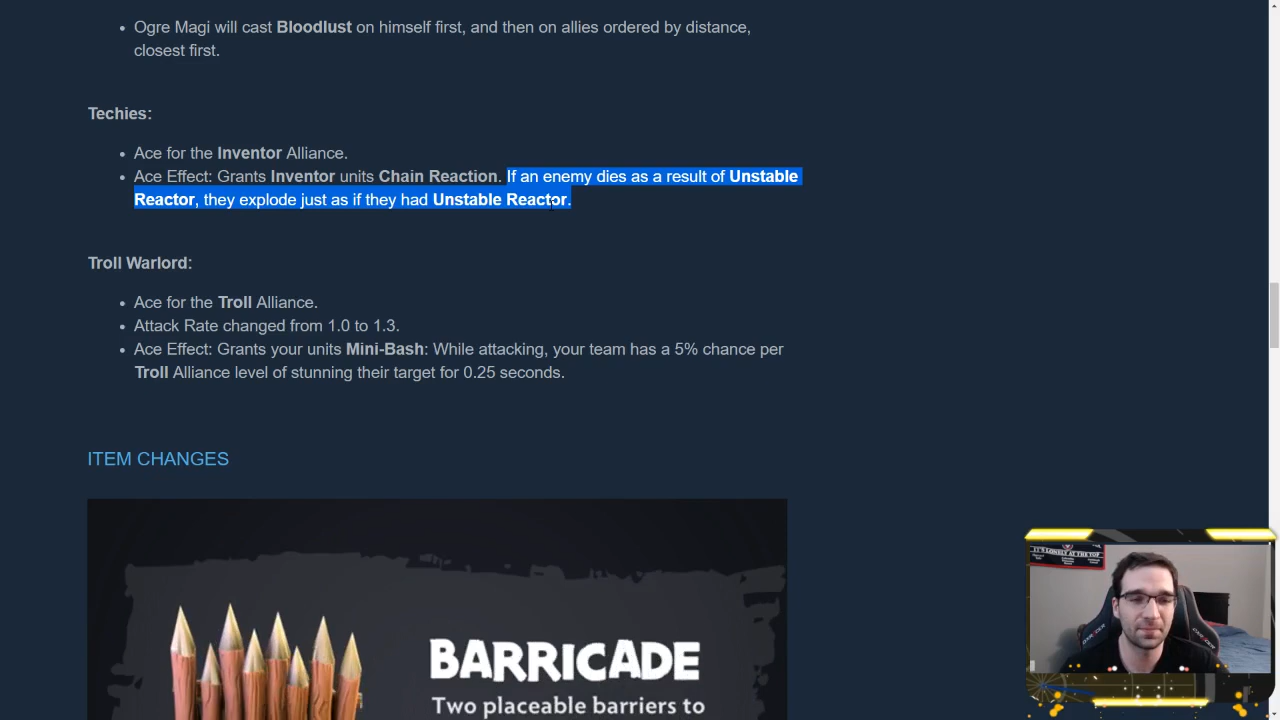 Ogre Magi will cast Bloodlust on himself first, and then on allies ordered by distance,
closest first.
Techies:
Ace for the Inventor Alliance.
Ace Effect: Grants Inventor units Chain Reaction. If an enemy dies as a result of Unstable
Reactor, they explode just as if they had Unstable Reactor.
Troll Warlord:
Ace for the Troll Alliance.
Attack Rate changed from 1.0 to 1.3.
Ace Effect: Grants your units Mini-Bash: While attacking, your team has a 5% chance per
Troll Alliance level of stunning their target for 0.25 seconds.
ITEM CHANGES
BARRICADE
Two placeable barriers to
IT'S LONELY AT THE TOP